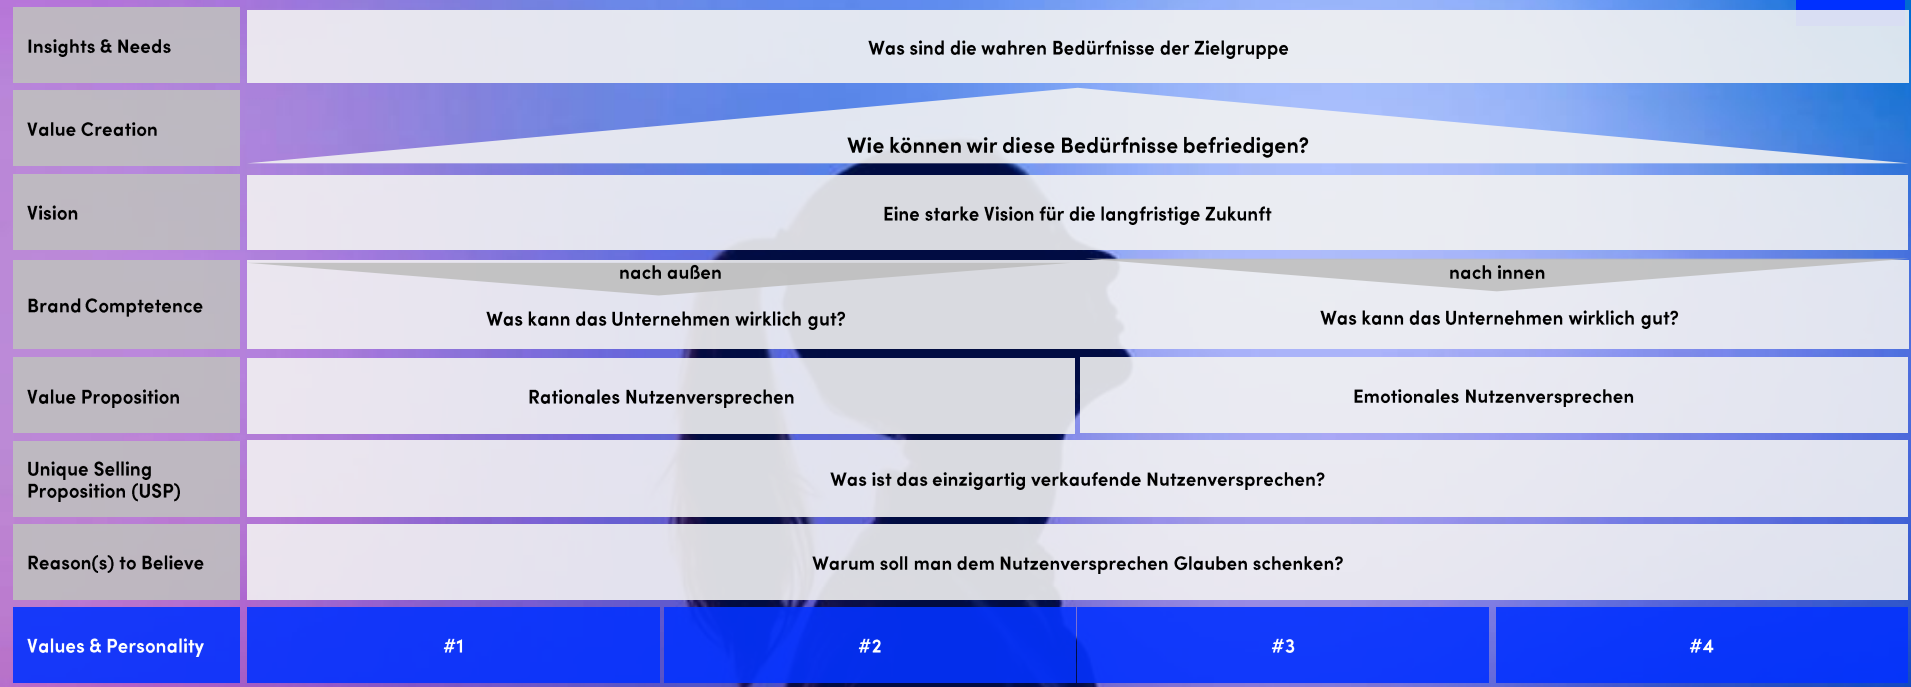 Insights & Needs
Was sind die wahren Bedürfnisse der Zielgruppe
Value Creation
Wie können wir diese Bedürfnisse befriedigen?
Vision
Eine starke Vision für die langfristige Zukunft
Brand Comptetence
nach außen
Was kann das Unternehmen wirklich gut?
nach innen
Was kann das Unternehmen wirklich gut?
Value Proposition
Rationales Nutzenversprechen
Emotionales Nutzenversprechen
Unique Selling
Proposition (USP)
Was ist das einzigartig verkaufende Nutzenversprechen?
Reason(s) to Believe
Warum soll man dem Nutzenversprechen Glauben schenken?
Values & Personality
#1
#2
#3
#4